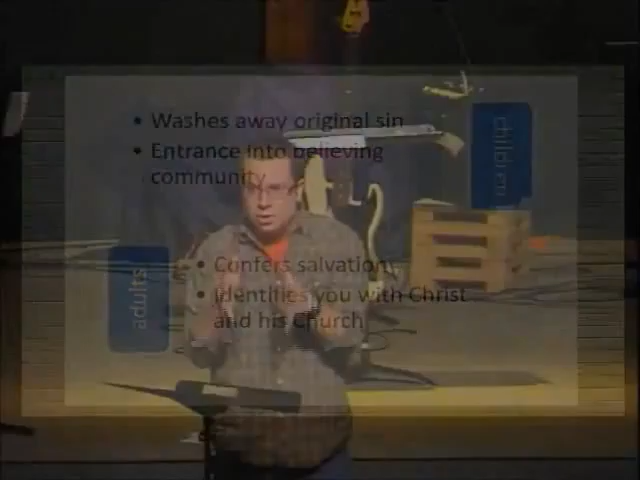 • Washes away original sin
• Entrance into believing
community
children
adults
• Confers salvation
• Identifies you with Christ
and his Church